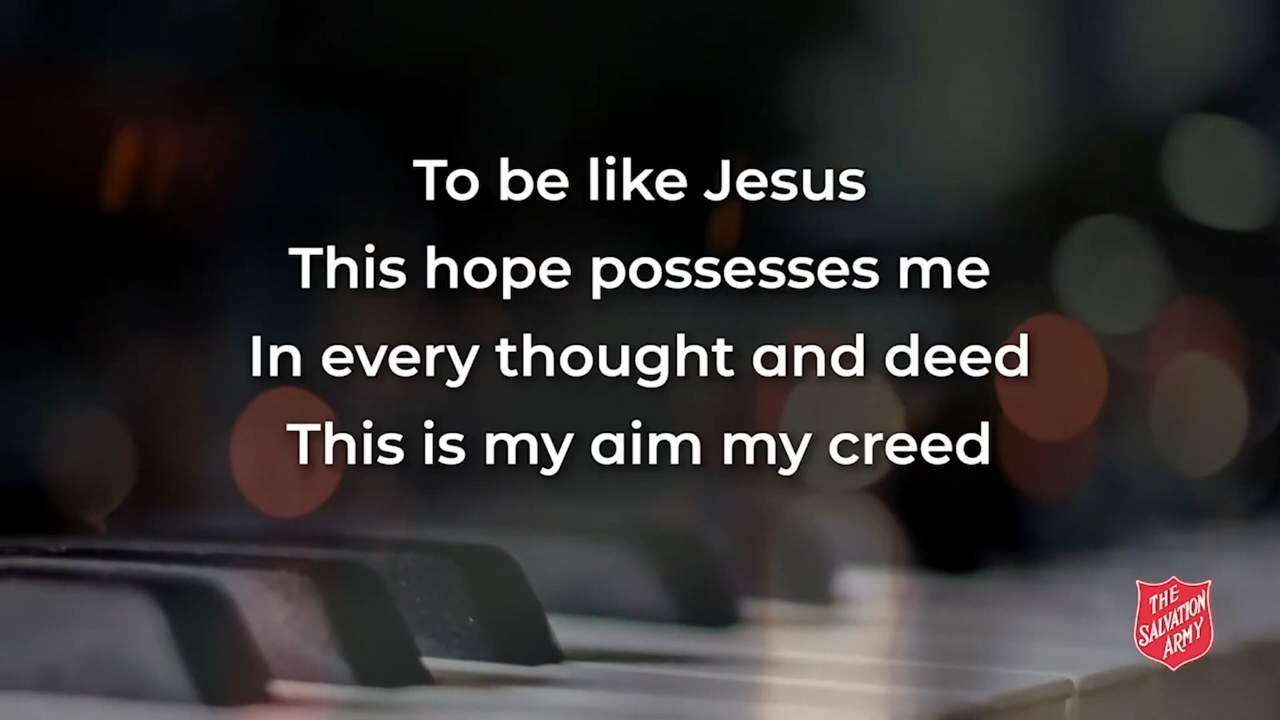 To be like Jesus
This hope possesses me
In every thought and deed
This is my aim my creed
THE
SALVATION
ARMY